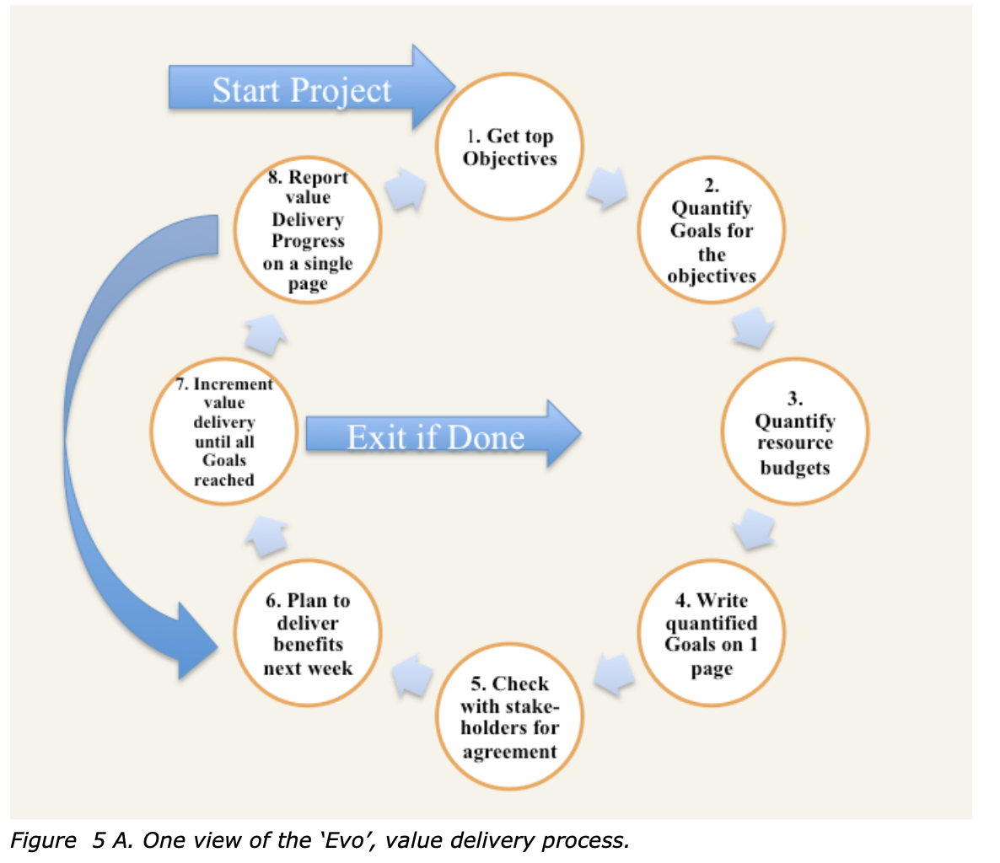 Start Project
1. Get top
Objectives
2.
Quantify
Goals for
the
objectives
3.
Quantify
resource
budgets
4. Write
quantified
Goals on 1
page
5. Check
with stake-
holders for
agreement
6. Plan to
deliver
benefits
next week
7. Increment
value
delivery
until all
Goals
reached
Exit if Done
8. Report
value
Delivery
Progress
on a single
page
Figure 5 A. One view of the ‘Evo’, value delivery process.